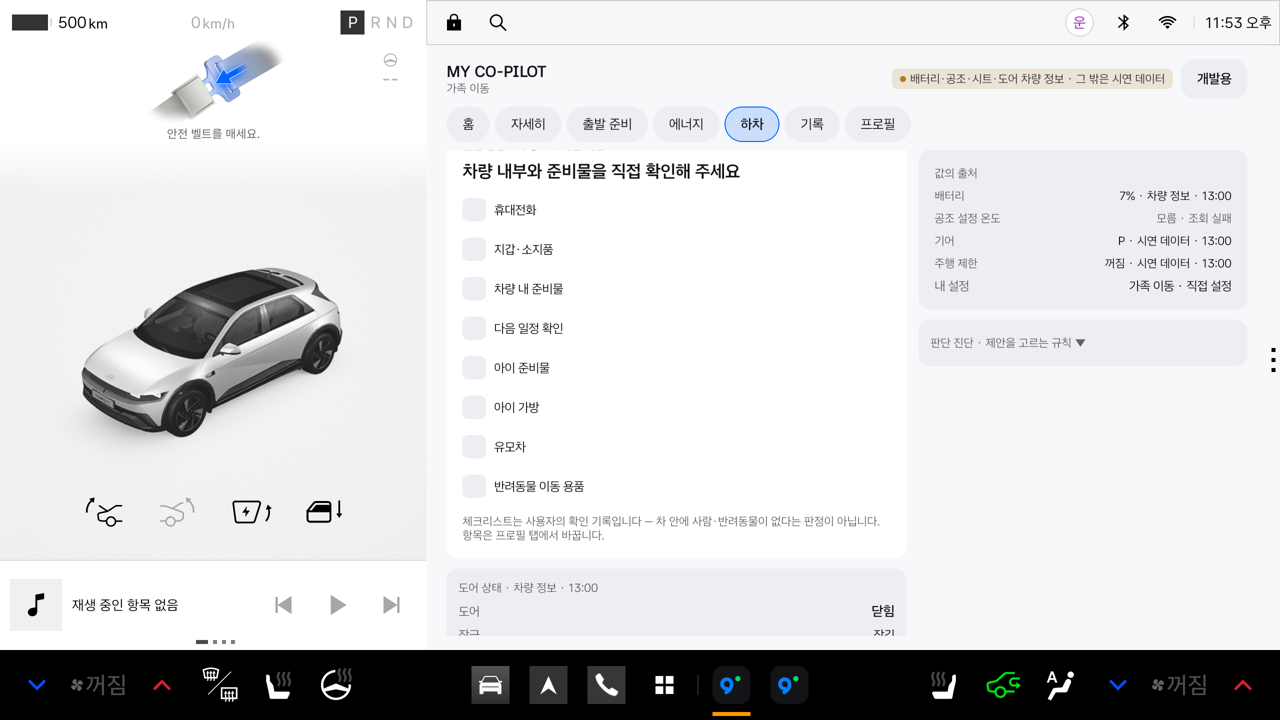 500 km
0 km/h
P R N D
운
11:53 오후
안전 벨트를 매세요.
MY CO-PILOT
가족 이동
배터리·공조·시트·도어 차량 정보 · 그 밖은 시연 데이터
개발용
홈
자세히
출발 준비
에너지
하차
기록
프로필
차량 내부와 준비물을 직접 확인해 주세요
휴대전화
지갑·소지품
차량 내 준비물
다음 일정 확인
아이 준비물
아이 가방
유모차
반려동물 이동 용품
체크리스트는 사용자의 확인 기록입니다 — 차 안에 사람·반려동물이 없다는 판정이 아닙니다.
항목은 프로필 탭에서 바꿉니다.
도어 상태 · 차량 정보 · 13:00
도어 닫힘
잠금 잠김
값의 출처
배터리 7% · 차량 정보 · 13:00
공조 설정 온도 모름 · 조회 실패
기어 P · 시연 데이터 · 13:00
주행 제한 꺼짐 · 시연 데이터 · 13:00
내 설정 가족 이동 · 직접 설정
판단 진단 · 제안을 고르는 규칙 ▼
재생 중인 항목 없음
꺼짐
A
꺼짐